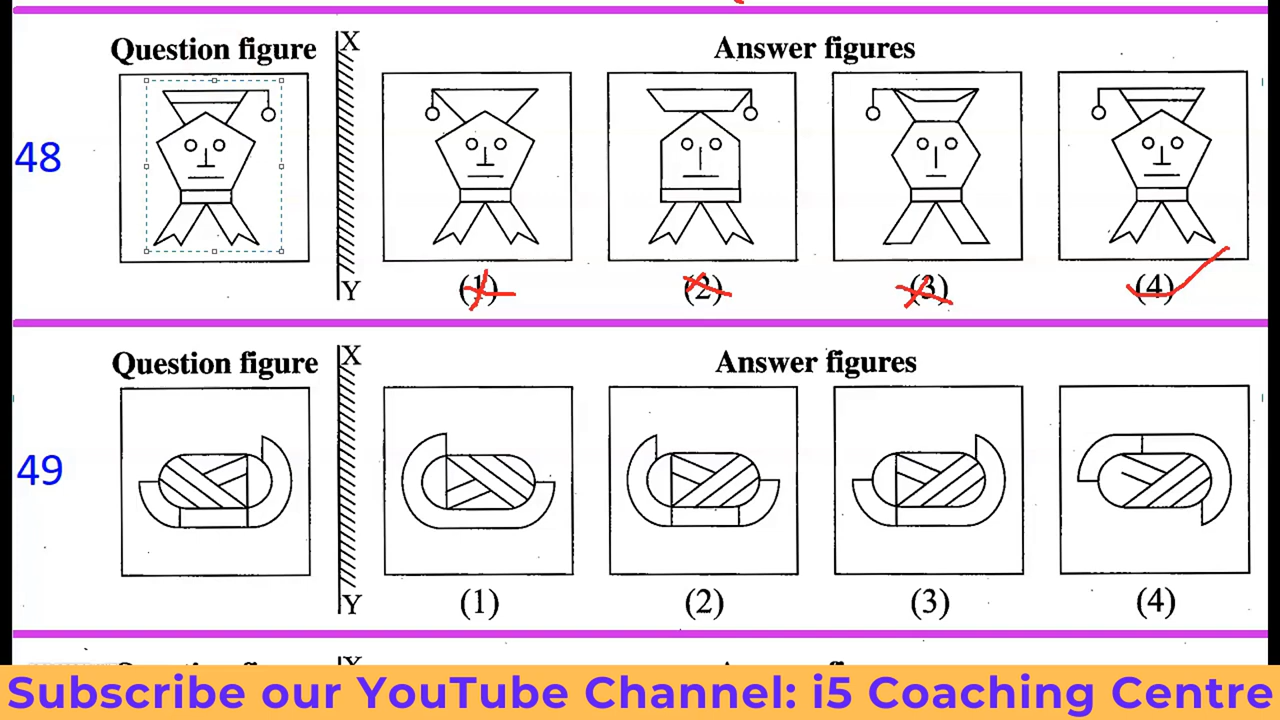 Question figure X Answer figures
48
Y (1) (2) (3) (4)
Question figure X Answer figures
49
Y (1) (2) (3) (4)
X
Subscribe our YouTube Channel: i5 Coaching Centre